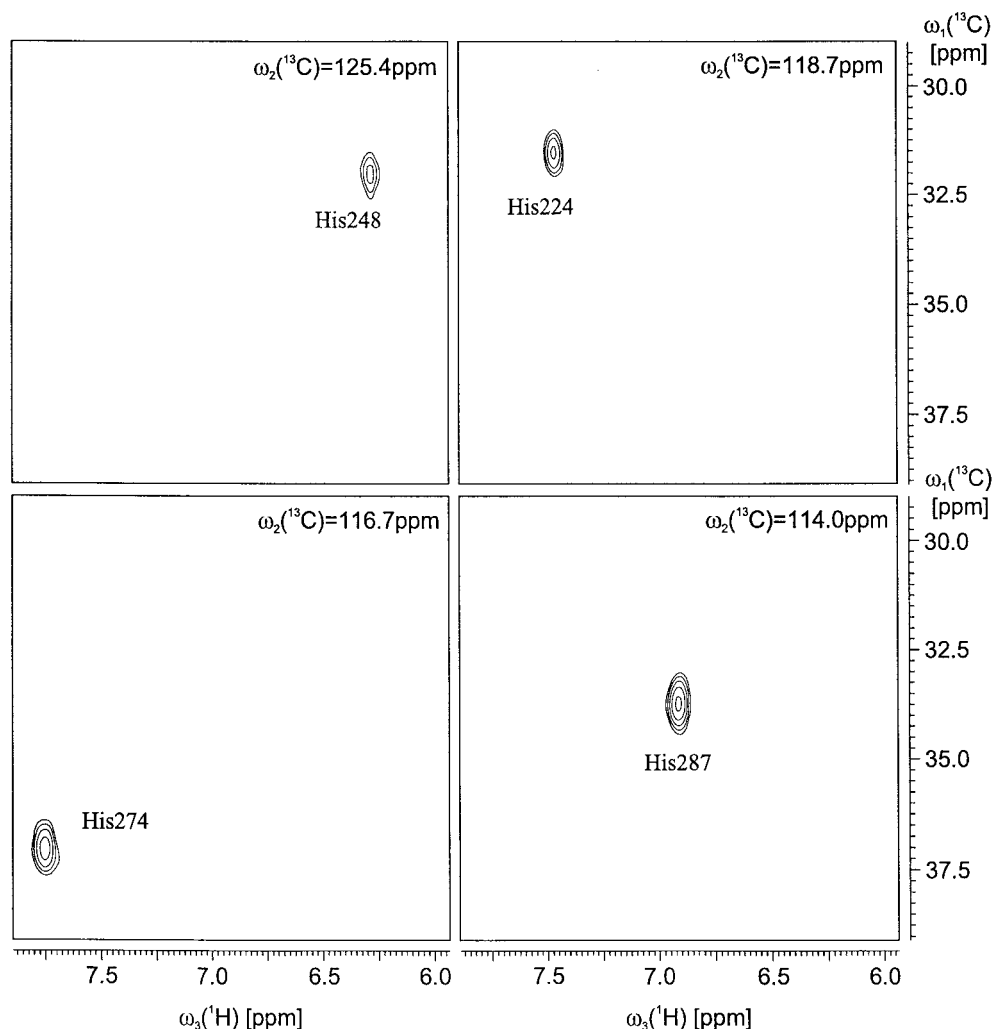 ω₁(¹³C)
[ppm]
ω₂(¹³C)=125.4ppm
ω₂(¹³C)=118.7ppm
30.0
His248
His224
32.5
35.0
37.5
ω₁(¹³C)
[ppm]
ω₂(¹³C)=116.7ppm
ω₂(¹³C)=114.0ppm
30.0
32.5
His287
35.0
His274
37.5
7.5 7.0 6.5 6.0
7.5 7.0 6.5 6.0
ω₃(¹H) [ppm]
ω₃(¹H) [ppm]